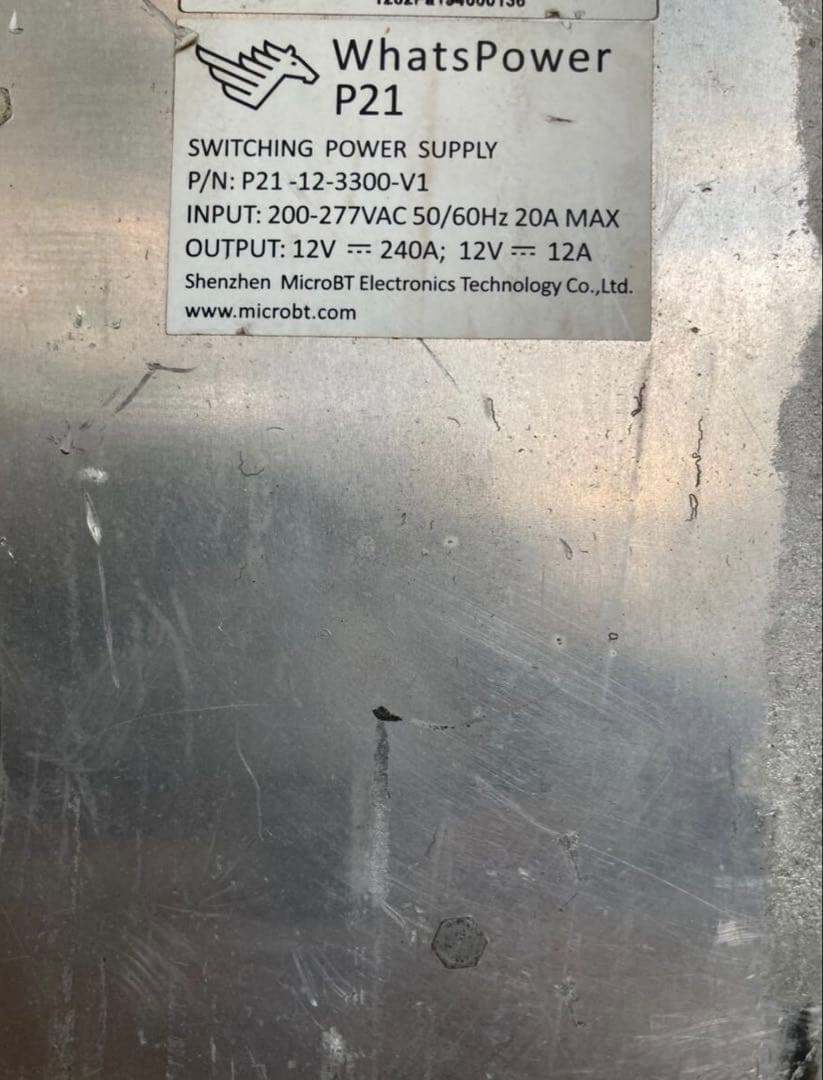 WhatsPower
P21
SWITCHING POWER SUPPLY
P/N: P21 -12-3300-V1
INPUT: 200-277VAC 50/60Hz 20A MAX
OUTPUT: 12V ⎓ 240A; 12V ⎓ 12A
Shenzhen MicroBT Electronics Technology Co.,Ltd.
www.microbt.com